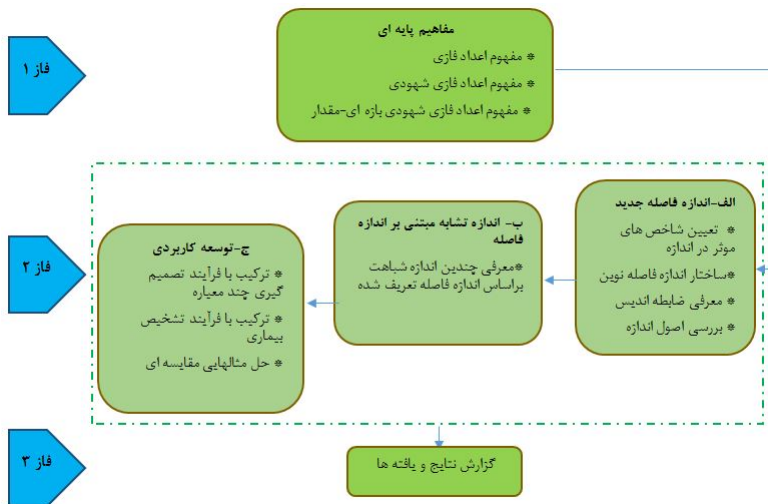 فاز ۱
مفاهیم پایه ای
* مفهوم اعداد فازی
* مفهوم اعداد فازی شهودی
* مفهوم اعداد فازی شهودی بازه ای-مقدار
فاز ۲
الف-اندازه فاصله جدید
* تعیین شاخص های
موثر در اندازه
*ساختار اندازه فاصله نوین
* معرفی ضابطه اندیس
* بررسی اصول اندازه
ب- اندازه تشابه مبتنی بر اندازه
فاصله
*معرفی چندین اندازه شباهت
براساس اندازه فاصله تعریف شده
ج-توسعه کاربردی
* ترکیب با فرآیند تصمیم
گیری چند معیاره
* ترکیب با فرآیند تشخیص
بیماری
* حل مثالهایی مقایسه ای
فاز ۳
گزارش نتایج و یافته ها